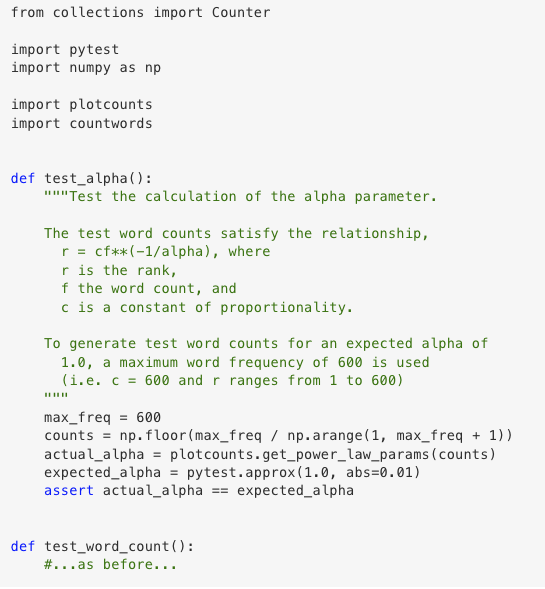 from collections import Counter

import pytest
import numpy as np

import plotcounts
import countwords


def test_alpha():
    """Test the calculation of the alpha parameter.

    The test word counts satisfy the relationship,
      r = cf**(-1/alpha), where
      r is the rank,
      f the word count, and
      c is a constant of proportionality.

    To generate test word counts for an expected alpha of
      1.0, a maximum word frequency of 600 is used
      (i.e. c = 600 and r ranges from 1 to 600)
    """
    max_freq = 600
    counts = np.floor(max_freq / np.arange(1, max_freq + 1))
    actual_alpha = plotcounts.get_power_law_params(counts)
    expected_alpha = pytest.approx(1.0, abs=0.01)
    assert actual_alpha == expected_alpha


def test_word_count():
    #...as before...